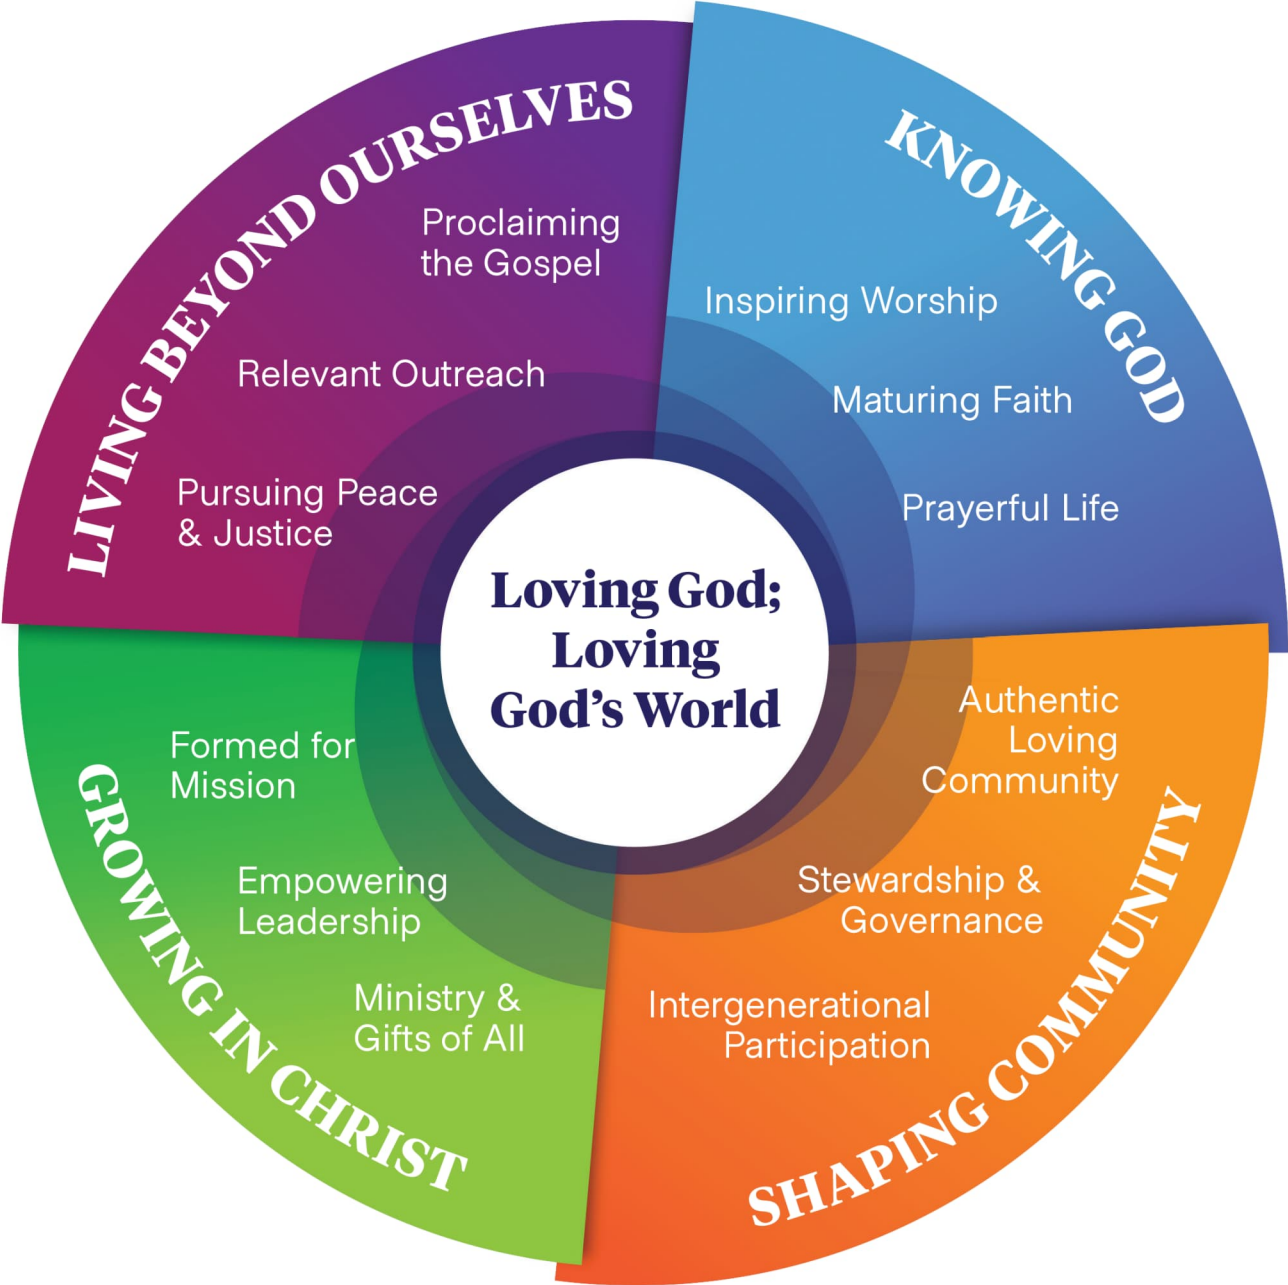 LIVING BEYOND OURSELVES
Proclaiming
the Gospel
Relevant Outreach
Pursuing Peace
& Justice
KNOWING GOD
Inspiring Worship
Maturing Faith
Prayerful Life
Loving God;
Loving
God’s World
GROWING IN CHRIST
Formed for
Mission
Empowering
Leadership
Ministry &
Gifts of All
SHAPING COMMUNITY
Authentic
Loving
Community
Stewardship &
Governance
Intergenerational
Participation